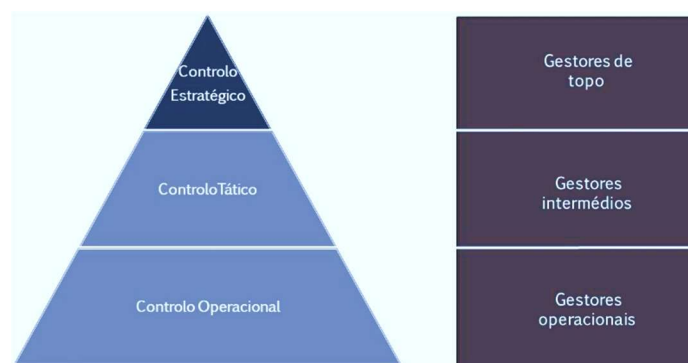 Controlo
Estratégico
Gestores de
topo
ControloTático
Gestores
intermédios
Controlo Operacional
Gestores
operacionais